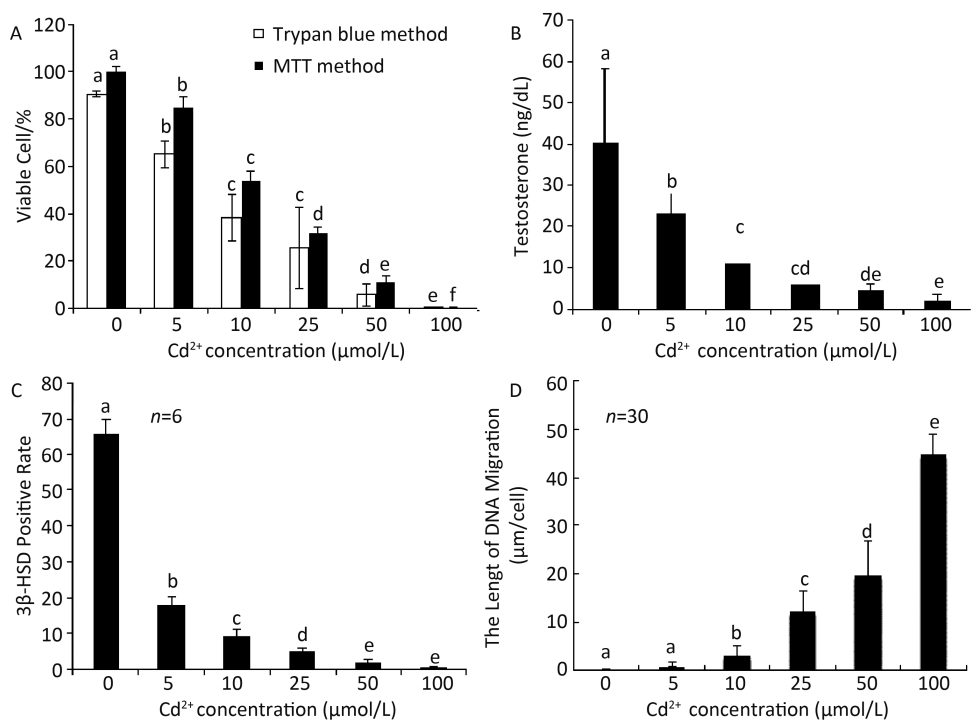 A
Viable Cell/%
120
100
80
60
40
20
0
Trypan blue method
MTT method
a a
b b
c c
c d
d e
e f
0 5 10 25 50 100
Cd²⁺ concentration (μmol/L)
B
Testosterone (ng/dL)
70
60
50
40
30
20
10
0
a
b
c
cd
de
e
0 5 10 25 50 100
Cd²⁺ concentration (μmol/L)
C
n=6
3β-HSD Positive Rate
80
70
60
50
40
30
20
10
0
a
b
c
d
e
e
0 5 10 25 50 100
Cd²⁺ concentration (μmol/L)
D
n=30
The Lengt of DNA Migration
(μm/cell)
60
50
40
30
20
10
0
a
a
b
c
d
e
0 5 10 25 50 100
Cd²⁺ concentration (μmol/L)